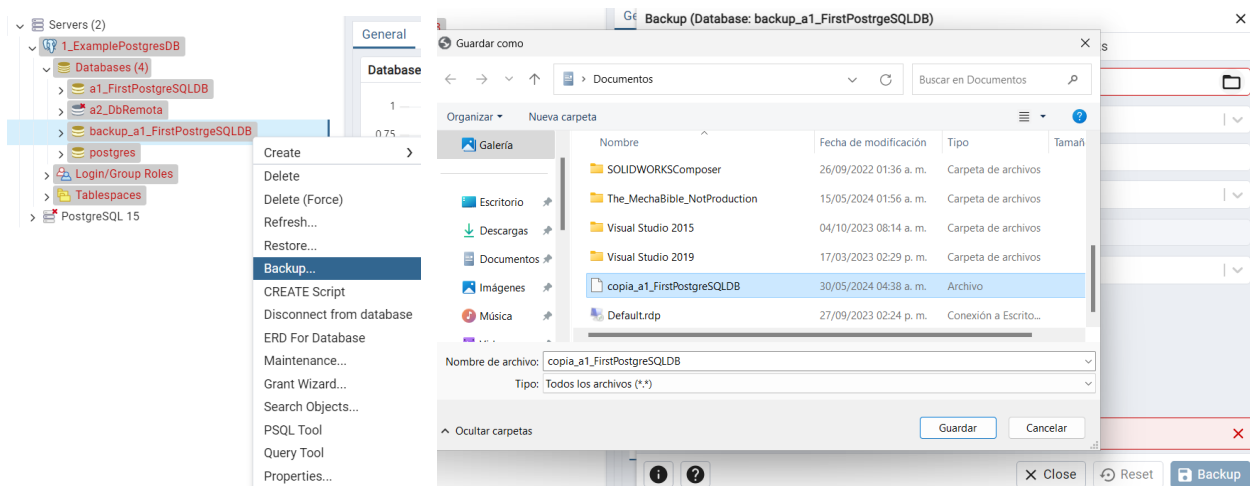 Servers (2)
1_ExamplePostgresDB
Databases (4)
a1_FirstPostgreSQLDB
a2_DbRemota
backup_a1_FirstPostrgeSQLDB
postgres
Login/Group Roles
Tablespaces
PostgreSQL 15
General
Database
1
0.75
Create
Delete
Delete (Force)
Refresh...
Restore...
Backup...
CREATE Script
Disconnect from database
ERD For Database
Maintenance...
Grant Wizard...
Search Objects...
PSQL Tool
Query Tool
Properties...
Ge
Backup (Database: backup_a1_FirstPostrgeSQLDB)
s
Guardar como
Documentos
Buscar en Documentos
Organizar
Nueva carpeta
Galería
Escritorio
Descargas
Documentos
Imágenes
Música
Nombre Fecha de modificación Tipo Tamañ
SOLIDWORKSComposer 26/09/2022 01:36 a. m. Carpeta de archivos
The_MechaBible_NotProduction 15/05/2024 01:56 a. m. Carpeta de archivos
Visual Studio 2015 04/10/2023 08:14 a. m. Carpeta de archivos
Visual Studio 2019 17/03/2023 02:29 p. m. Carpeta de archivos
copia_a1_FirstPostgreSQLDB 30/05/2024 04:38 a. m. Archivo
Default.rdp 27/09/2023 02:24 p. m. Conexión a Escrito...
Nombre de archivo: copia_a1_FirstPostgreSQLDB
Tipo: Todos los archivos (*.*)
Ocultar carpetas
Guardar
Cancelar
Close
Reset
Backup